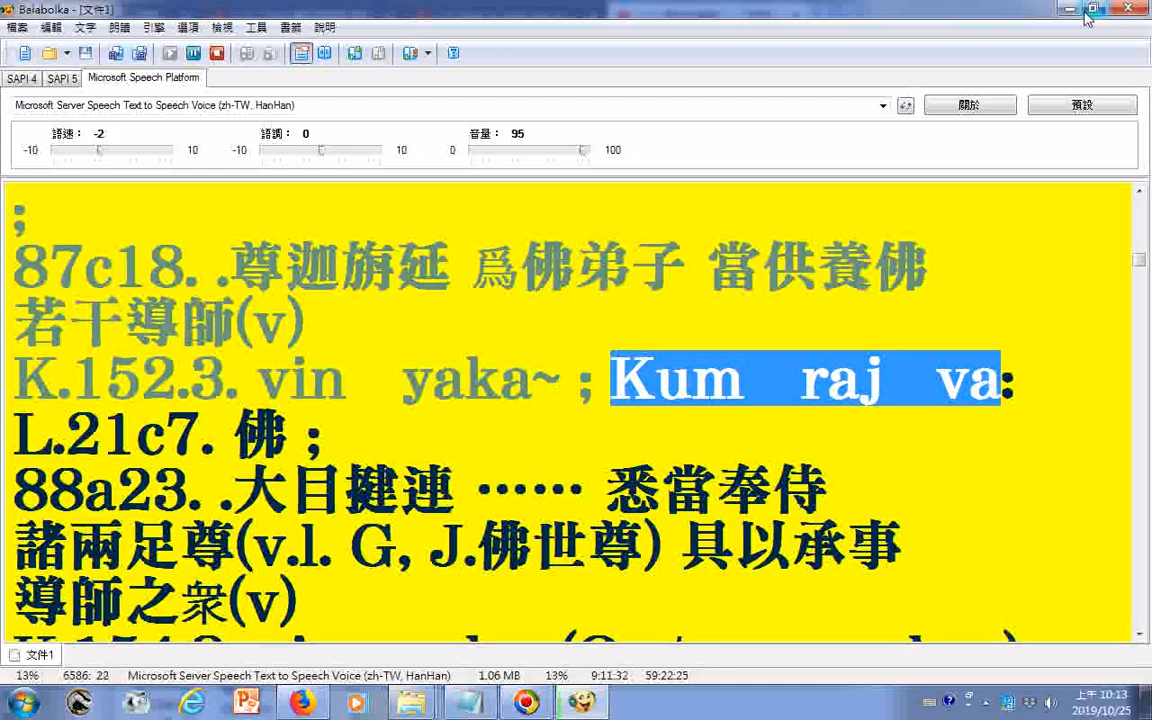 Balabolka - [文件1]
檔案 編輯 文字 朗讀 引擎 選項 檢視 工具 書籤 說明
SAPI 4 SAPI 5 Microsoft Speech Platform
Microsoft Server Speech Text to Speech Voice (zh-TW, HanHan) 關於 預設
語速： -2 語調： 0 音量： 95
-10 10 -10 10 0 100
;
87c18. .尊迦旃延 爲佛弟子 當供養佛
若干導師(v)
K.152.3. vin yaka~ ; Kum raj va:
L.21c7. 佛 ;
88a23. .大目揵連 …… 悉當奉侍
諸兩足尊(v.l. G, J.佛世尊) 具以承事
導師之衆(v)
文件1
13% 6586: 22 Microsoft Server Speech Text to Speech Voice (zh-TW, HanHan) 1.06 MB 13% 9:11:32 59:22:25
上午 10:13
2019/10/25